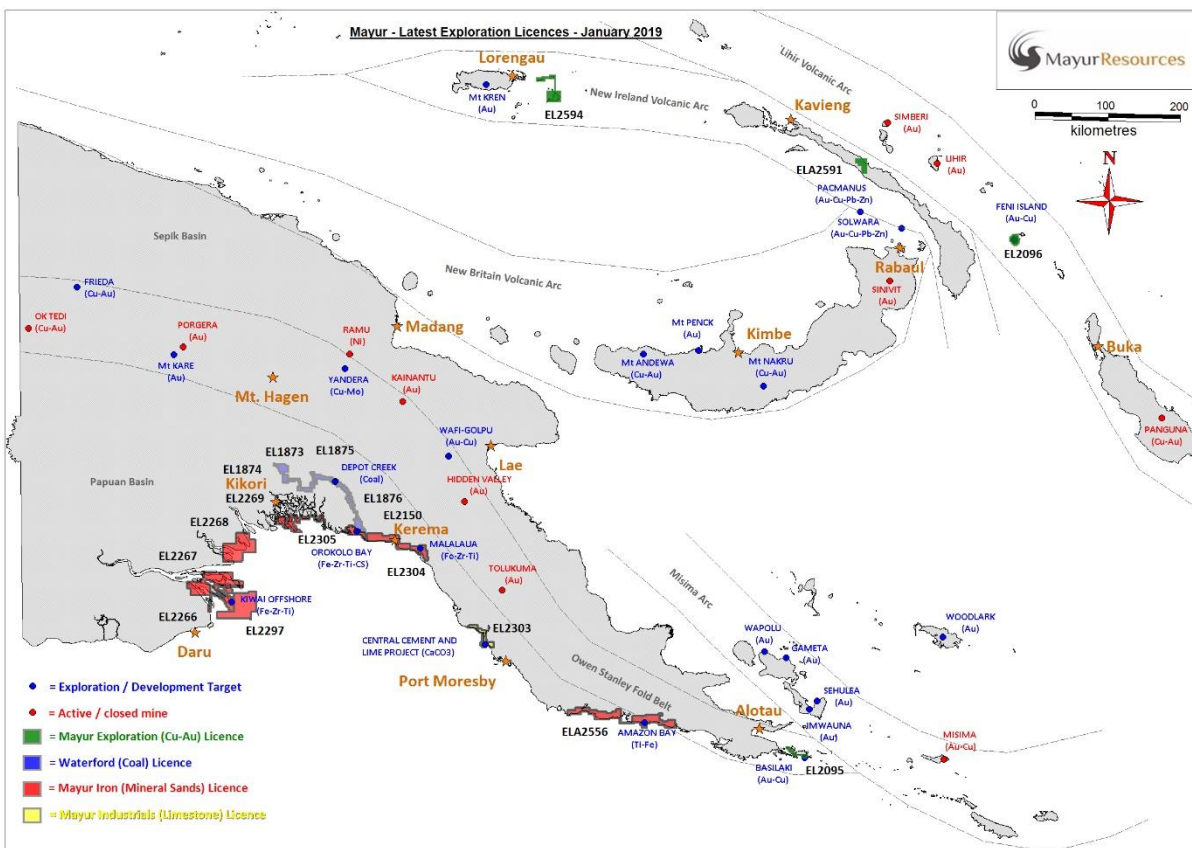 Mayur - Latest Exploration Licences - January 2019
MayurResources
0 100 200
kilometres
N
Lorengau
Mt KREN
(Au)
EL2594
New Ireland Volcanic Arc
Lihir Volcanic Arc
Kavieng
SIMBERI
(Au)
LIHIR
(Au)
ELA2591
PACMANUS
(Au-Cu-Pb-Zn)
SOLWARA
(Au-Cu-Pb-Zn)
FENI ISLAND
(Au-Cu)
EL2096
Rabaul
SINIVIT
(Au)
Sepik Basin
New Britain Volcanic Arc
FRIEDA
(Cu-Au)
OK TEDI
(Cu-Au)
PORGERA
(Au)
Mt KARE
(Au)
RAMU
(Ni)
YANDERA
(Cu-Mo)
Madang
Mt. Hagen
KAINANTU
(Au)
Mt PENCK
(Au)
Kimbe
Mt ANDEWA
(Cu-Au)
Mt NAKRU
(Cu-Au)
Buka
PANGUNA
(Cu-Au)
WAFI-GOLPU
(Au-Cu)
Lae
HIDDEN VALLEY
(Au)
EL1873
EL1875
EL1874
DEPOT CREEK
(Coal)
Kikori
EL2269
Papuan Basin
EL1876
EL2150
Kerema
EL2268
EL2305
OROKOLO BAY
(Fe-Zr-Ti-CS)
MALALAUA
(Fe-Zr-Ti)
EL2304
EL2267
TOLUKUMA
(Au)
KIWAI OFFSHORE
(Fe-Zr-Ti)
EL2266
EL2297
Daru
EL2303
CENTRAL CEMENT AND
LIME PROJECT (CaCO3)
Port Moresby
Misima Arc
Owen Stanley Fold Belt
WOODLARK
(Au)
WAPOLU
(Au)
GAMETA
(Au)
SEHULEA
(Au)
IMWAUNA
(Au)
Alotau
ELA2556
AMAZON BAY
(Ti-Fe)
BASILAKI
(Au-Cu)
EL2095
MISIMA
(Au-Cu)
= Exploration / Development Target
= Active / closed mine
= Mayur Exploration (Cu-Au) Licence
= Waterford (Coal) Licence
= Mayur Iron (Mineral Sands) Licence
= Mayur Industrials (Limestone) Licence